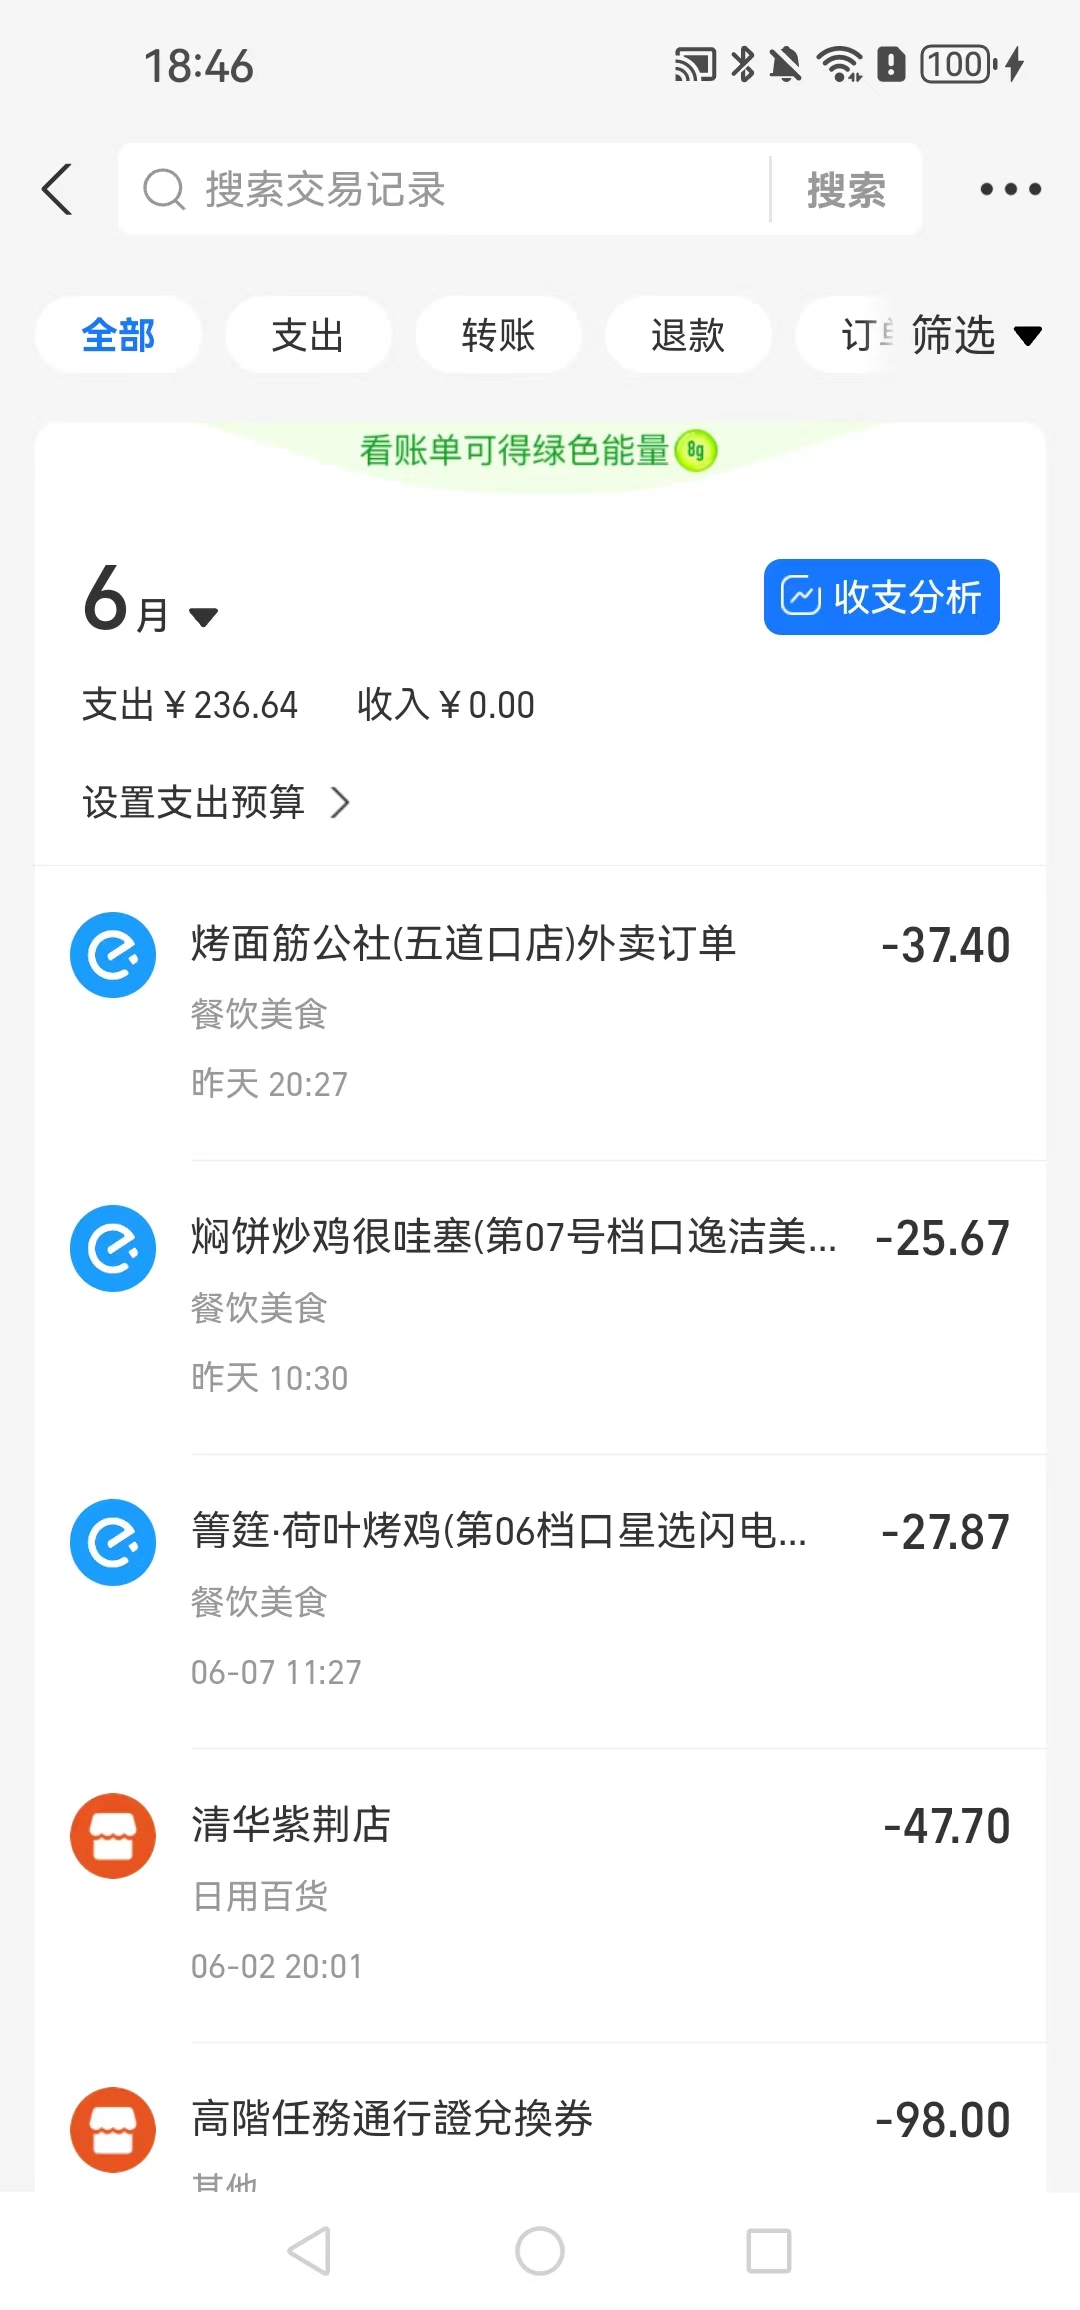 18:46
100
搜索交易记录
搜索
全部
支出
转账
退款
订单
筛选
看账单可得绿色能量 8g
6月
收支分析
支出￥236.64 收入￥0.00
设置支出预算
烤面筋公社(五道口店)外卖订单 -37.40
餐饮美食
昨天 20:27
焖饼炒鸡很哇塞(第07号档口逸洁美... -25.67
餐饮美食
昨天 10:30
箐筳·荷叶烤鸡(第06档口星选闪电... -27.87
餐饮美食
06-07 11:27
清华紫荆店 -47.70
日用百货
06-02 20:01
高階任務通行證兌換券 -98.00
其他